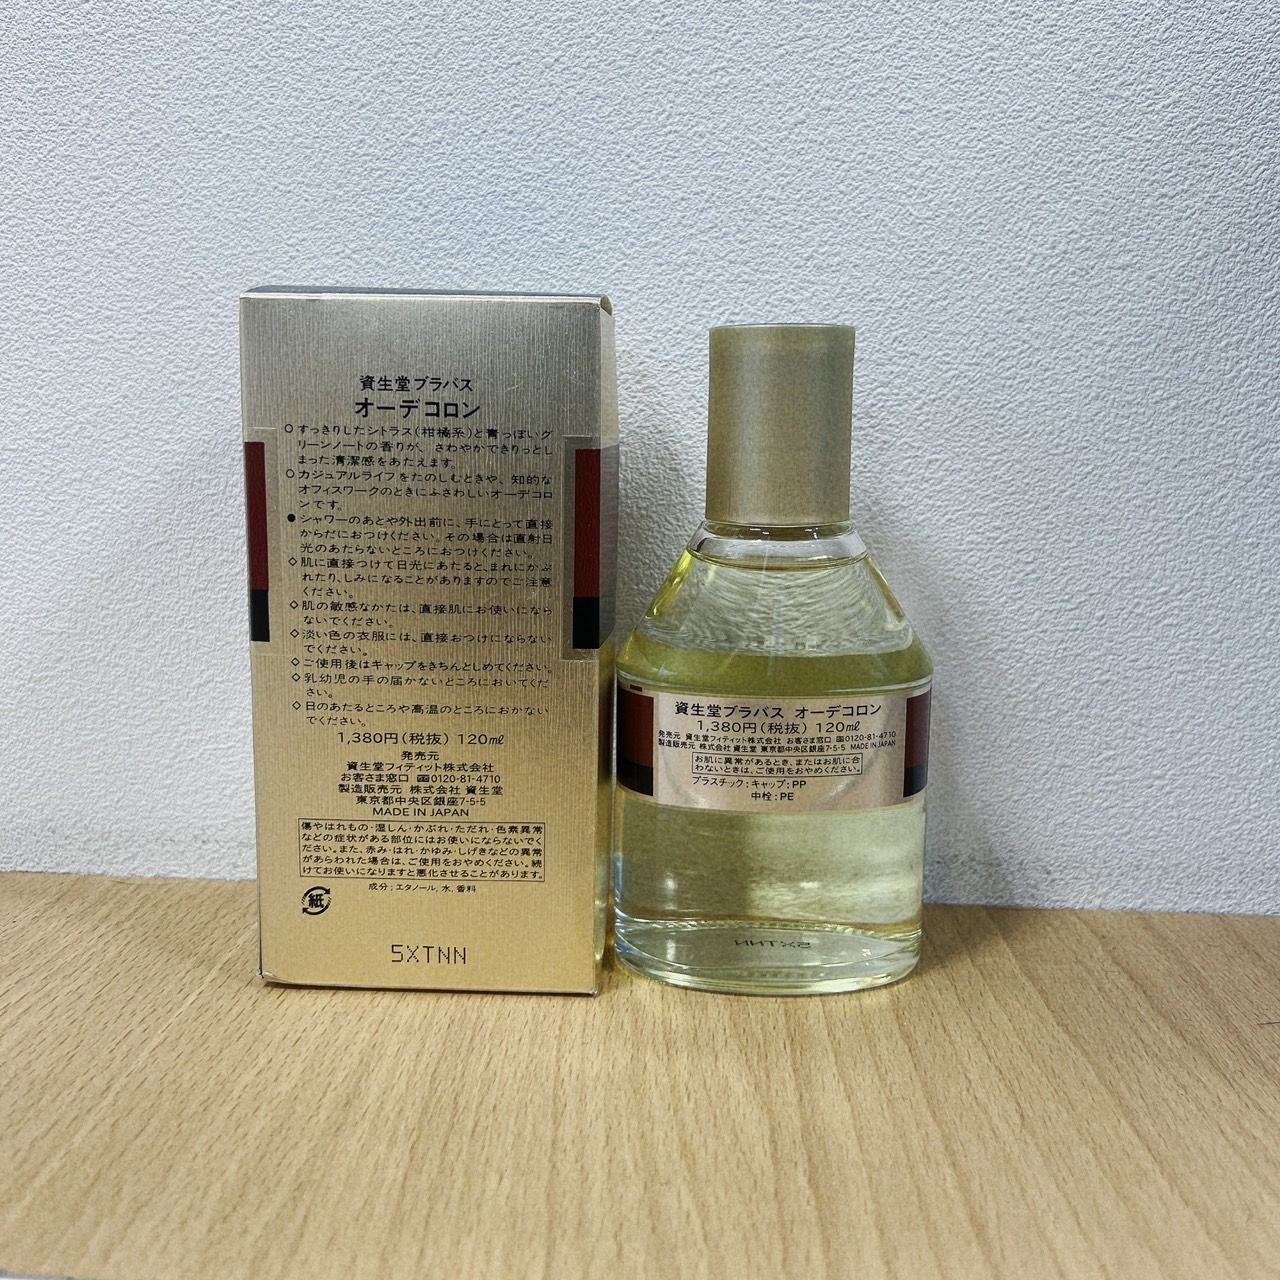 資生堂ブラバス
オーデコロン
○すっきりしたシトラス(柑橘系)と青っぽいグ
リーンノートの香りが、さわやかできりっとし
まった清潔感をあたえます。
○カジュアルライフをたのしむときや、知的な
オフィスワークのときにふさわしいオーデコロ
ンです。
●シャワーのあとや外出前に、手にとって直接
からだにおつけください。その場合は直射日
光のあたらないところにおつけください。
◇肌に直接つけて日光にあたると、まれにかぶ
れたり、しみになることがありますのでご注意
ください。
◇肌の敏感なかたは、直接肌にお使いになら
ないでください。
◇淡い色の衣服には、直接おつけにならない
でください。
◇ご使用後はキャップをきちんとしめてください。
◇乳幼児の手の届かないところにおいてくだ
さい。
◇日のあたるところや高温のところにおかない
でください。
1,380円(税抜) 120㎖
発売元
資生堂フィティット株式会社
お客さま窓口 0120-81-4710
製造販売元 株式会社 資生堂
東京都中央区銀座7-5-5
MADE IN JAPAN
傷やはれもの・湿しん・かぶれ・ただれ・色素異常
などの症状がある部位にはお使いにならないでく
ださい。また、赤み・はれ・かゆみ・しげきなどの異常
があらわれた場合は、ご使用をおやめください。続
けてお使いになりますと悪化させることがあります。
成分;エタノール,水,香料
紙
5XTNN
資生堂ブラバス オーデコロン
1,380円(税抜) 120㎖
発売元 資生堂フィティット株式会社 お客さま窓口 0120-81-4710
製造販売元 株式会社 資生堂 東京都中央区銀座7-5-5 MADE IN JAPAN
お肌に異常があるとき、またはお肌に合
わないときは、ご使用をおやめください。
プラスチック:キャップ:PP
中栓:PE
5XTNN